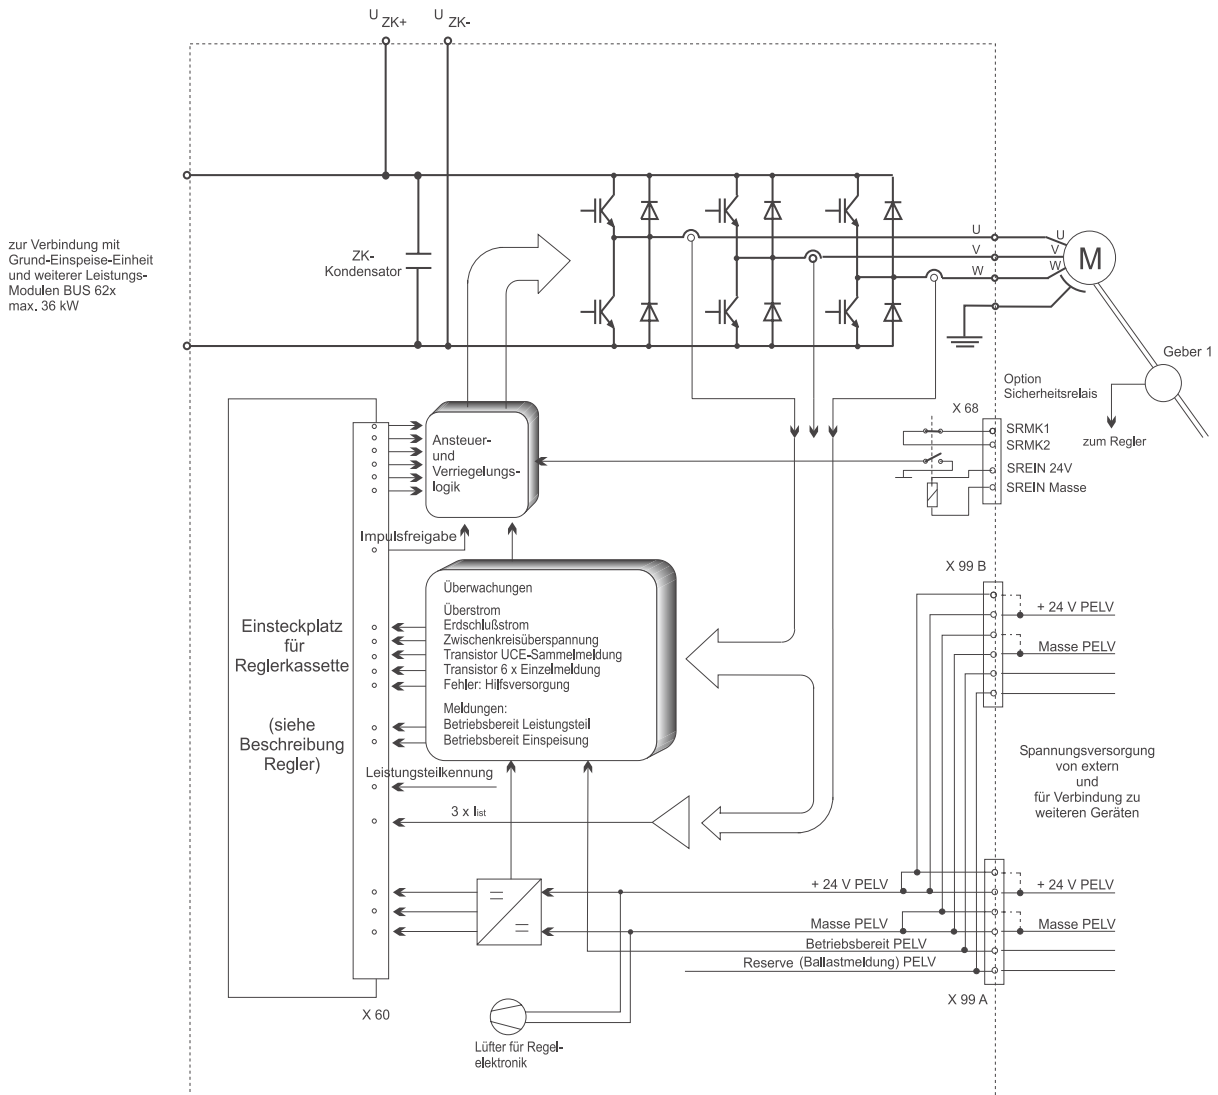 U ZK+
U ZK-
zur Verbindung mit
Grund-Einspeise-Einheit
und weiterer Leistungs-
Modulen BUS 62x
max. 36 kW
ZK-
Kondensator
U
V
W
U
V
W
M
Geber 1
zum Regler
Option
Sicherheitsrelais
X 68
SRMK1
SRMK2
SREIN 24V
SREIN Masse
Ansteuer-
und
Verriegelungs-
logik
Impulsfreigabe
Überwachungen
Überstrom
Erdschlußstrom
Zwischenkreisüberspannung
Transistor UCE-Sammelmeldung
Transistor 6 x Einzelmeldung
Fehler: Hilfsversorgung
Meldungen:
Betriebsbereit Leistungsteil
Betriebsbereit Einspeisung
Einsteckplatz
für
Reglerkassette
(siehe
Beschreibung
Regler)
Leistungsteilkennung
3 x Iist
X 99 B
+ 24 V PELV
Masse PELV
Spannungsversorgung
von extern
und
für Verbindung zu
weiteren Geräten
+ 24 V PELV
+ 24 V PELV
Masse PELV
Masse PELV
Betriebsbereit PELV
Reserve (Ballastmeldung) PELV
X 99 A
X 60
Lüfter für Regel-
elektronik